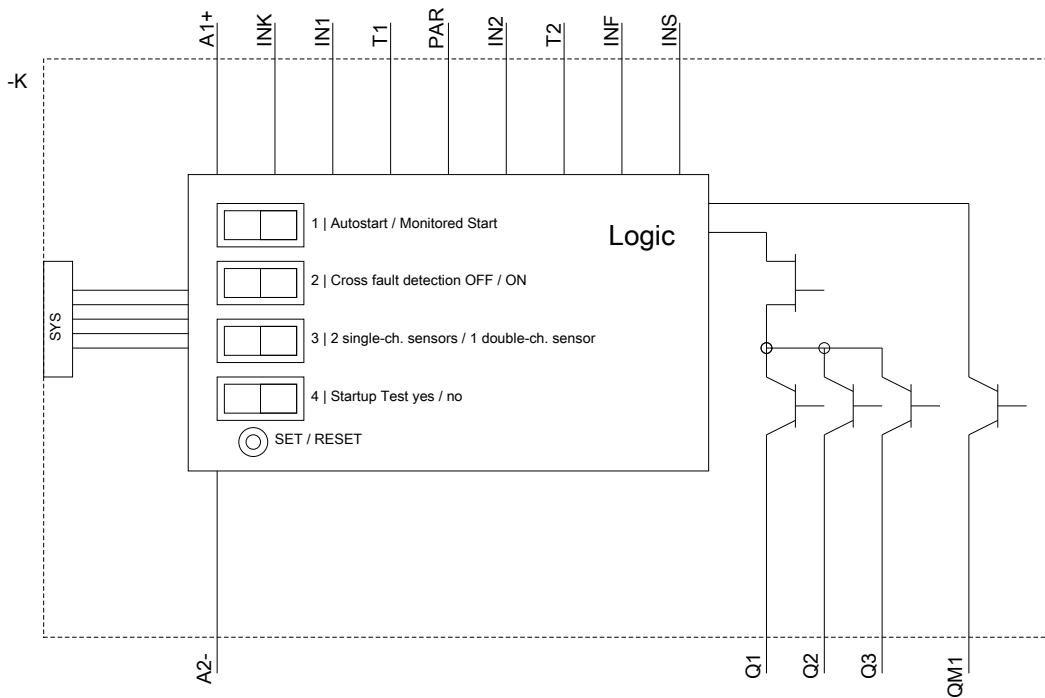 A1+
INK
IN1
T1
PAR
IN2
T2
INF
INS
-K
1 | Autostart / Monitored Start
Logic
2 | Cross fault detection OFF / ON
SYS
3 | 2 single-ch. sensors / 1 double-ch. sensor
4 | Startup Test yes / no
SET / RESET
A2-
Q1
Q2
Q3
QM1